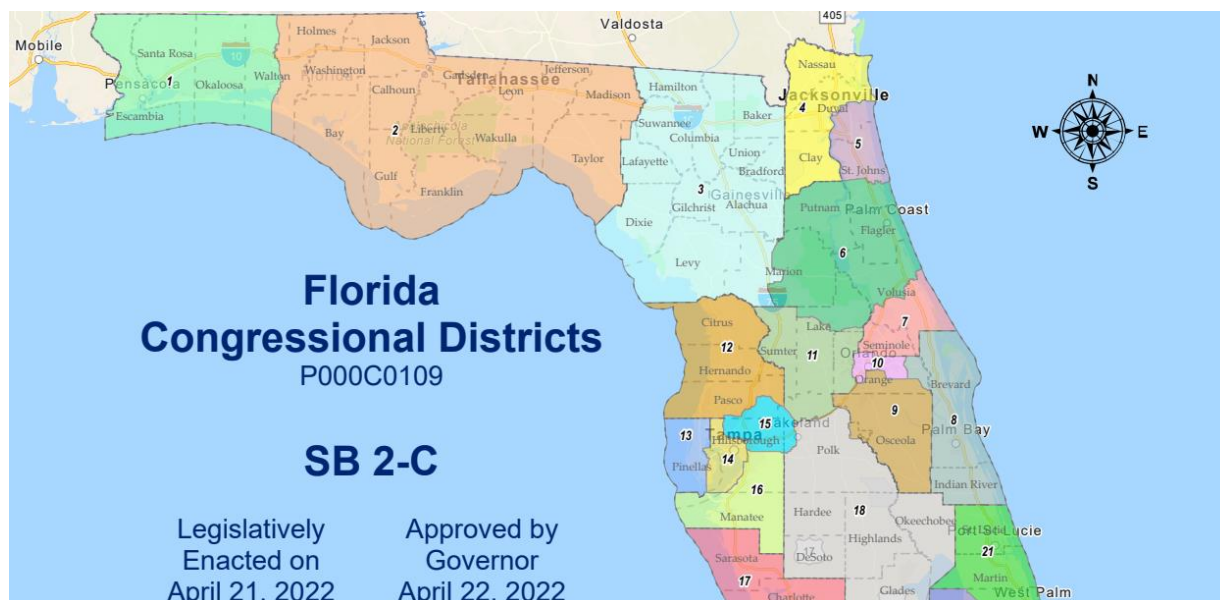 405
Valdosta
Mobile
Holmes
Jackson
Santa Rosa
10
Washington
Gadsden
Jefferson
Tallahassee
Nassau
N
1
Walton
Pensacola
Okaloosa
Calhoun
Leon
Madison
Hamilton
Jacksonville
Escambia
Suwannee
Baker
4
Duval
Bay
2
Liberty
National Forest
Wakulla
Columbia
W
E
5
Taylor
Lafayette
Union
Clay
Bradford
St. Johns
Gulf
Franklin
3
Gainesville
S
Gilchrist
Alachua
Putnam
Palm Coast
Dixie
Flagler
6
Levy
Marion
Florida
Volusia
Congressional Districts
P000C0109
Citrus
Lake
7
12
Sumter
11
Seminole
Orlando
10
Hernando
Orange
Brevard
Pasco
9
8
15
13
Tampa
Lakeland
Hillsborough
Osceola
Palm Bay
SB 2-C
14
Polk
Pinellas
16
Indian River
Manatee
Hardee
18
Okeechobee
Legislatively
Enacted on
April 21, 2022
Approved by
Governor
April 22, 2022
Highlands
Port St. Lucie
17
DeSoto
Sarasota
21
17
Martin
Charlotte
Glades
West Palm